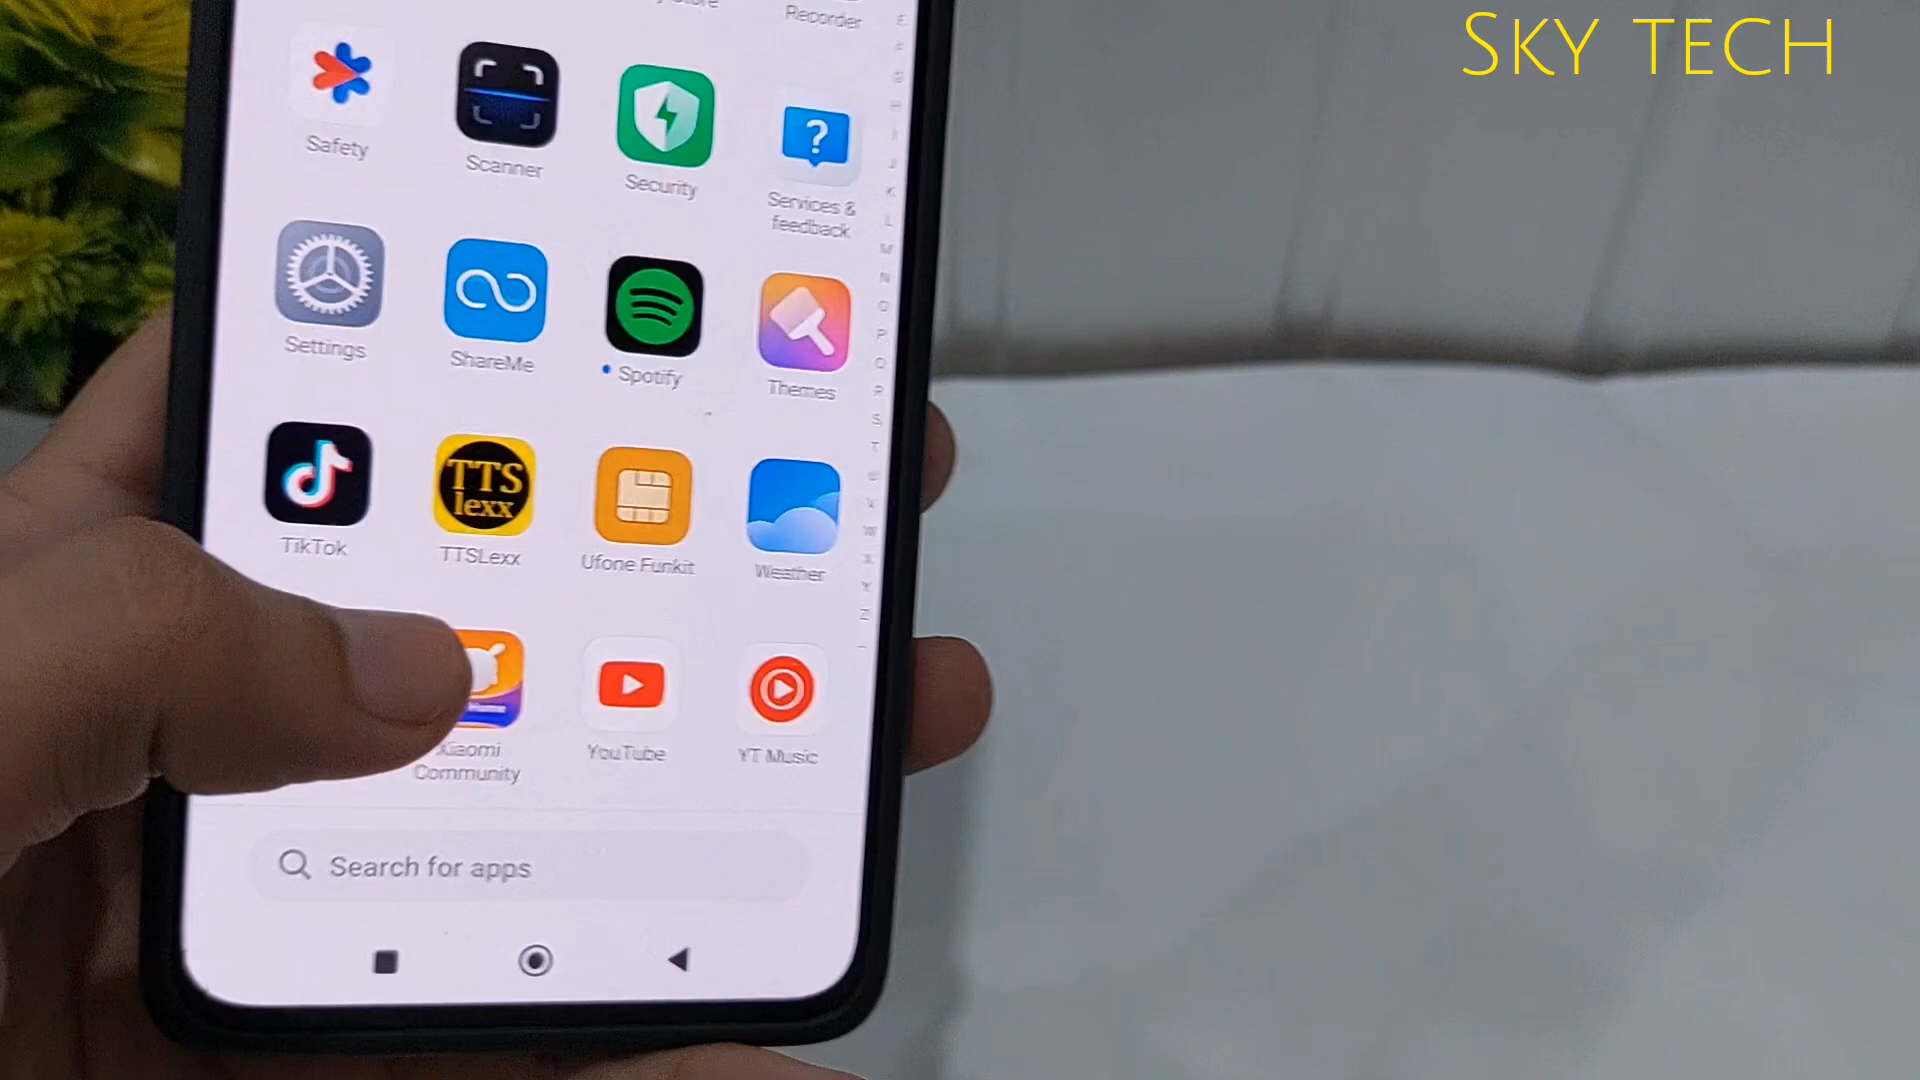 SKY TECH
Recorder
Safety
Scanner
Security
Services &
feedback
Settings
ShareMe
Spotify
Themes
TTS
lexx
TikTok
TTSLexx
Ufone Funkit
Weather
Xiaomi
Community
YouTube
YT Music
Search for apps